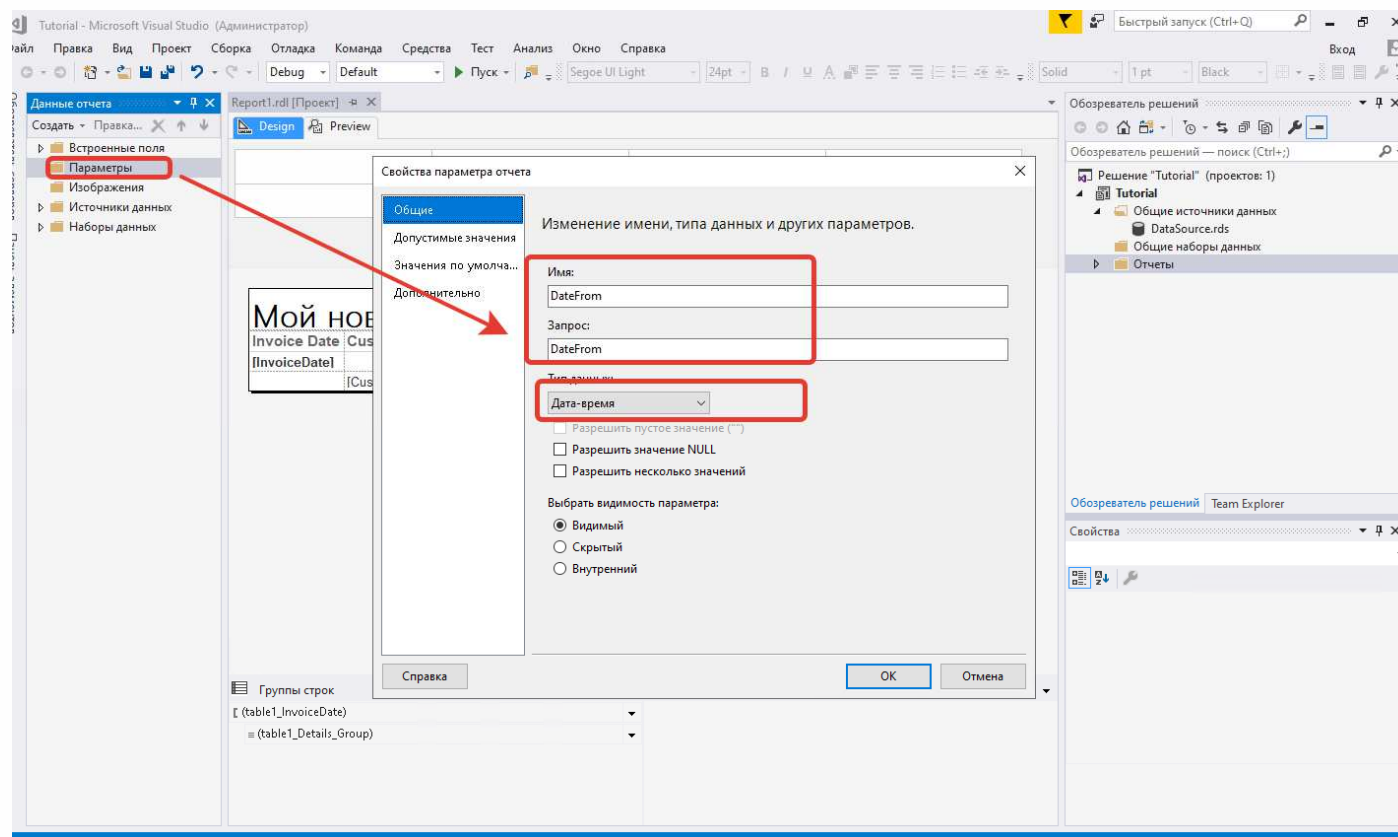 Tutorial - Microsoft Visual Studio (Администратор)
Быстрый запуск (Ctrl+Q)
Правка Вид Проект Сборка Отладка Команда Средства Тест Анализ Окно Справка
Вход
Debug Default Пуск Segoe UI Light 24pt B I U A Solid 1 pt Black
Данные отчета
Создать Правка...
Встроенные поля
Параметры
Изображения
Источники данных
Наборы данных
Report1.rdl [Проект]
Design Preview
Мой нов
Invoice Date Cus
[InvoiceDate]
[Cus
Свойства параметра отчета
Общие
Допустимые значения
Значения по умолча...
Дополнительно
Изменение имени, типа данных и других параметров.
Имя:
DateFrom
Запрос:
DateFrom
Тип данных:
Дата-время
Разрешить пустое значение ("")
Разрешить значение NULL
Разрешить несколько значений
Выбрать видимость параметра:
Видимый
Скрытый
Внутренний
Справка
ОК
Отмена
Группы строк
(table1_InvoiceDate)
(table1_Details_Group)
Обозреватель решений
Обозреватель решений — поиск (Ctrl+;)
Решение "Tutorial" (проектов: 1)
Tutorial
Общие источники данных
DataSource.rds
Общие наборы данных
Отчеты
Обозреватель решений Team Explorer
Свойства